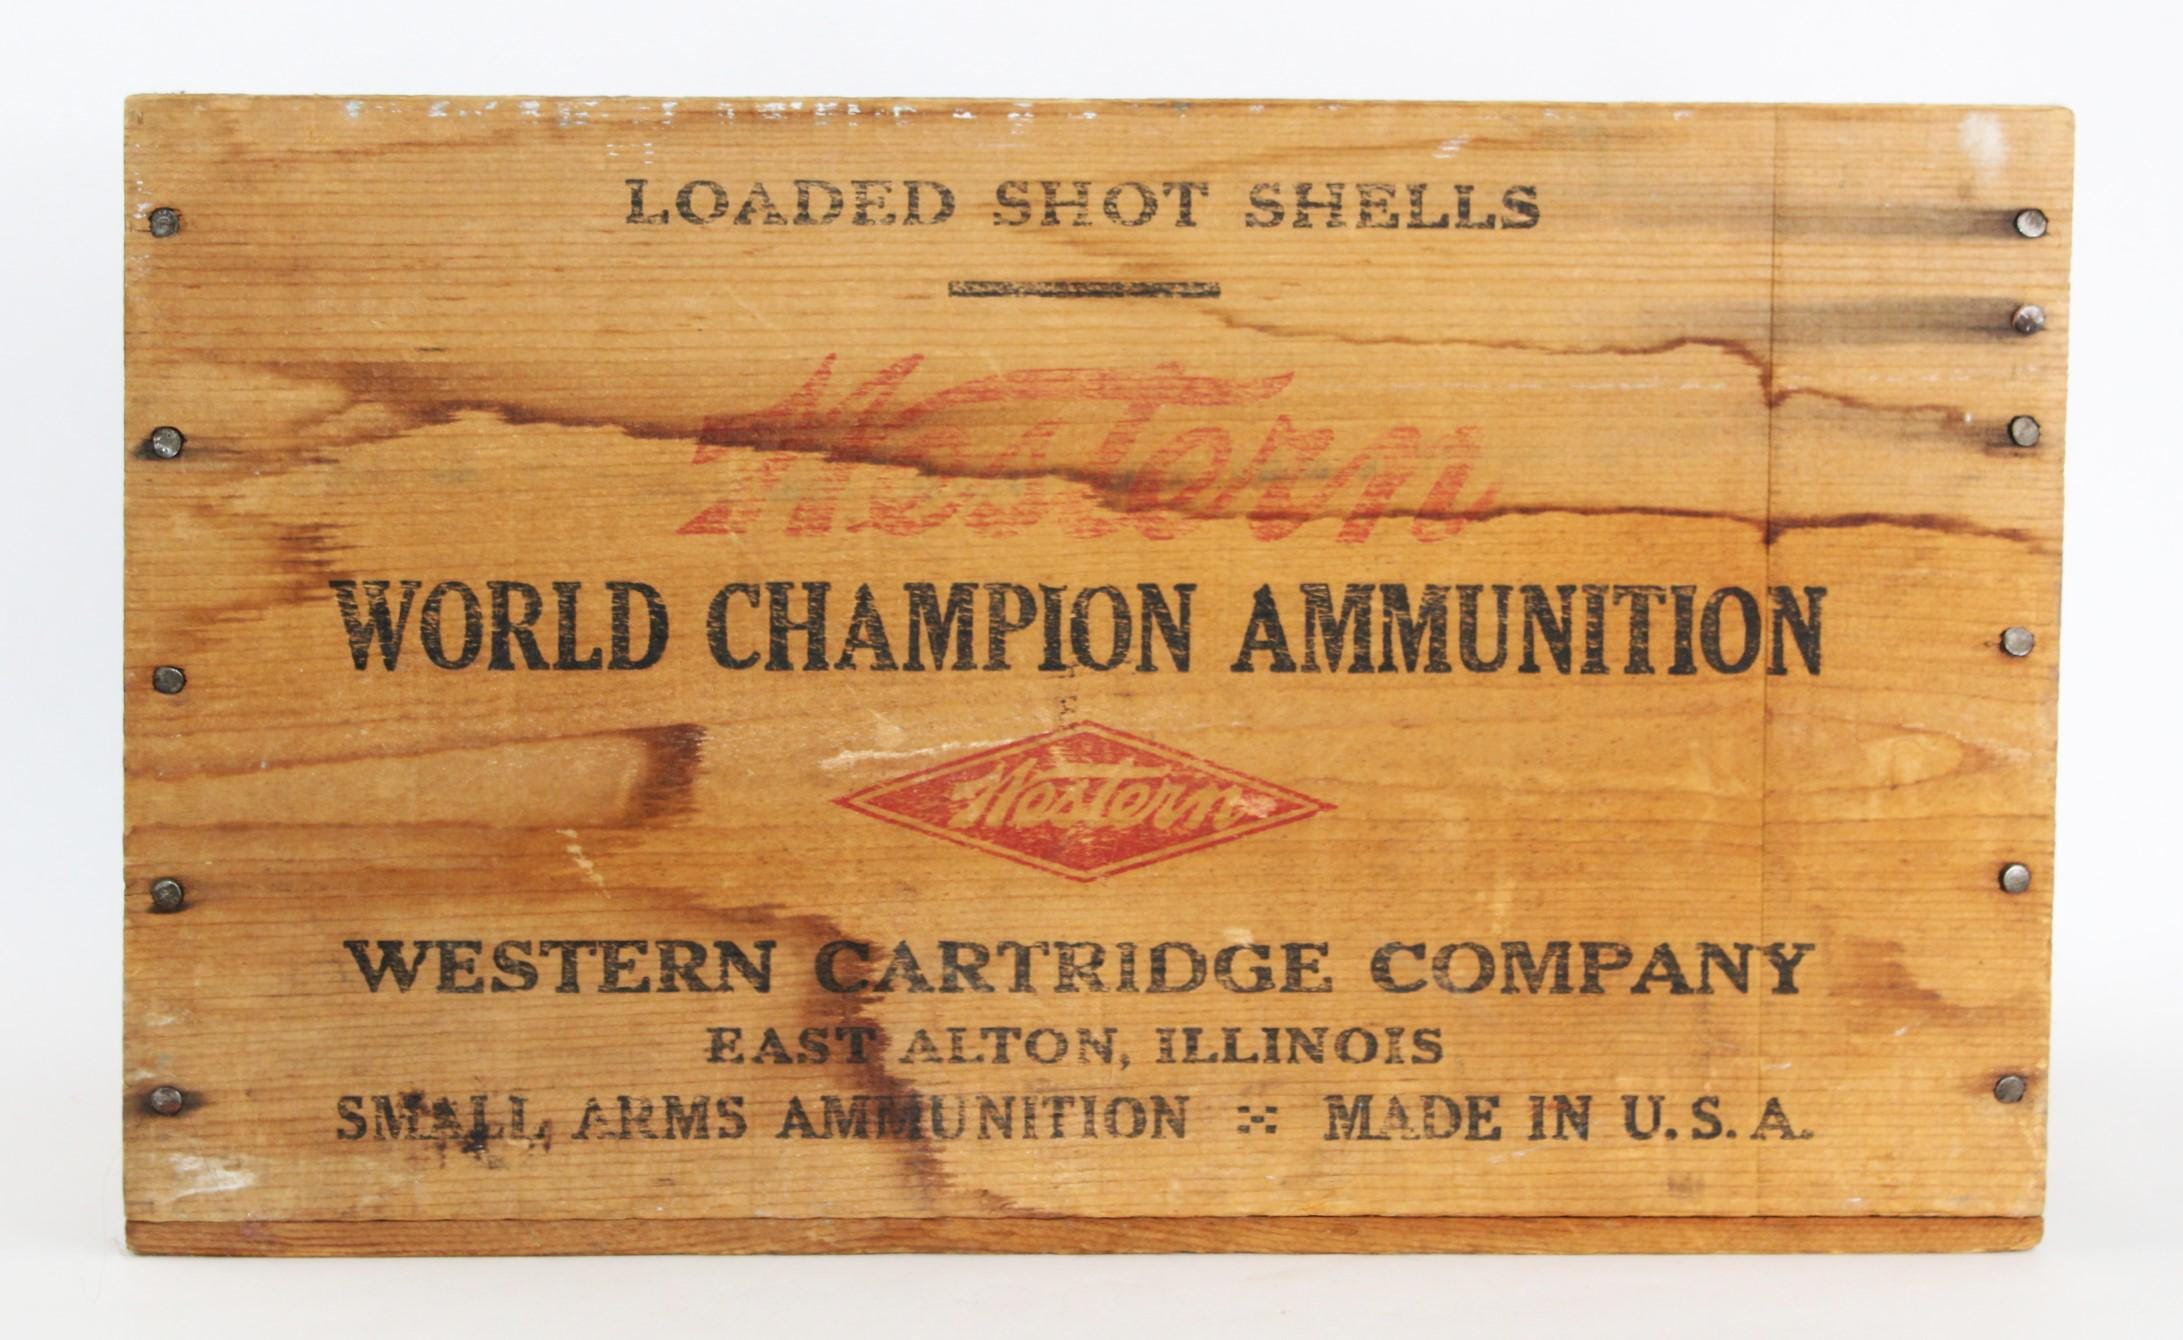 LOADED SHOT SHELLS
Western
WORLD CHAMPION AMMUNITION
Western
WESTERN CARTRIDGE COMPANY
EAST ALTON, ILLINOIS
SMALL ARMS AMMUNITION :-: MADE IN U.S.A.